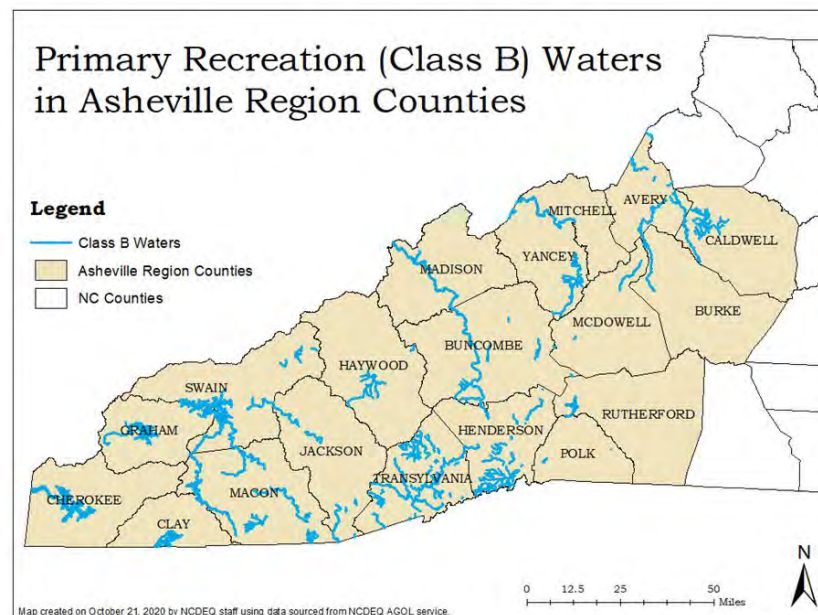 Primary Recreation (Class B) Waters
in Asheville Region Counties
Legend
Class B Waters
Asheville Region Counties
NC Counties
AVERY
MITCHELL
CALDWELL
YANCEY
MADISON
MCDOWELL
BURKE
BUNCOMBE
HAYWOOD
SWAIN
RUTHERFORD
GRAHAM
HENDERSON
JACKSON
POLK
TRANSYLVANIA
MACON
CHEROKEE
CLAY
N
0 12.5 25 50
Miles
Map created on October 21, 2020 by NCDEQ staff using data sourced from NCDEQ AGOL service.